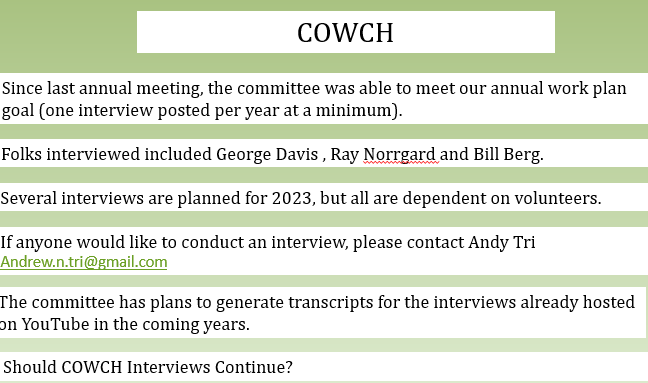 COWCH
Since last annual meeting, the committee was able to meet our annual work plan
goal (one interview posted per year at a minimum).
Folks interviewed included George Davis , Ray Norrgard and Bill Berg.
Several interviews are planned for 2023, but all are dependent on volunteers.
If anyone would like to conduct an interview, please contact Andy Tri
Andrew.n.tri@gmail.com
The committee has plans to generate transcripts for the interviews already hosted
on YouTube in the coming years.
Should COWCH Interviews Continue?